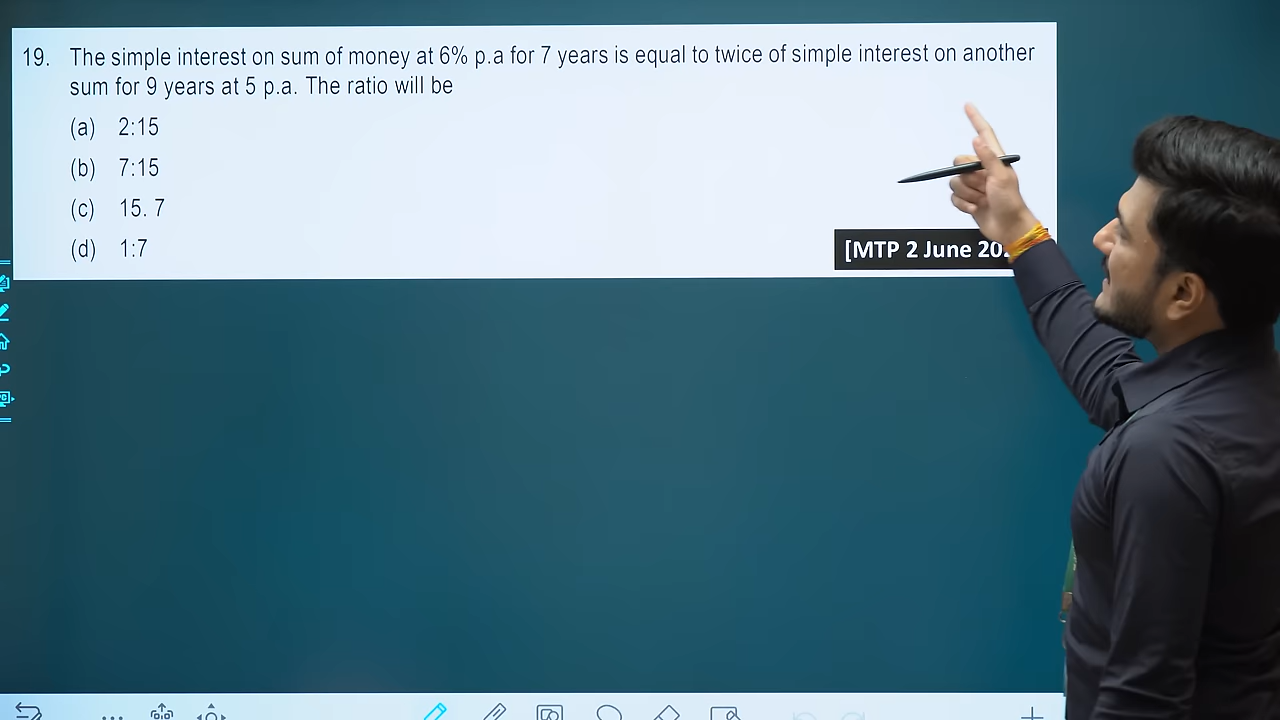 19. The simple interest on sum of money at 6% p.a for 7 years is equal to twice of simple interest on another
sum for 9 years at 5 p.a. The ratio will be
(a) 2:15
(b) 7:15
(c) 15. 7
(d) 1:7
[MTP 2 June